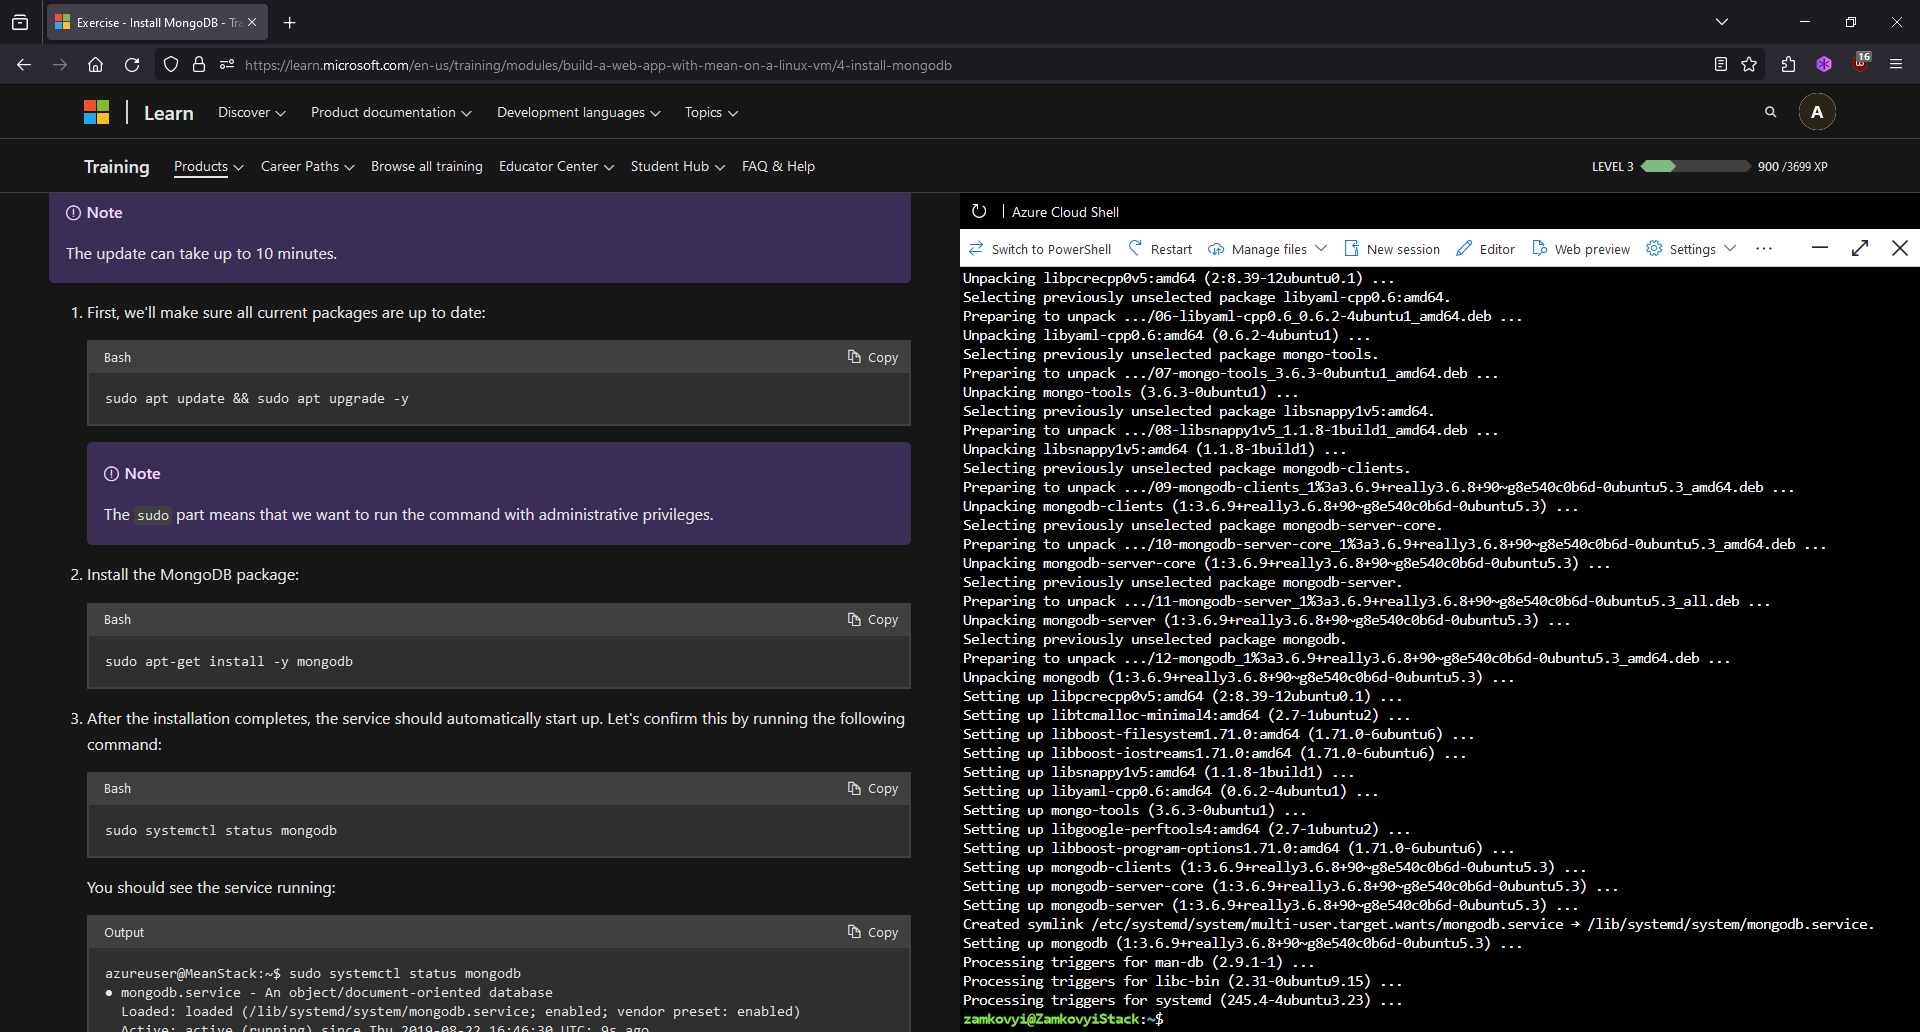 Exercise - Install MongoDB - Tra
https://learn.microsoft.com/en-us/training/modules/build-a-web-app-with-mean-on-a-linux-vm/4-install-mongodb
16
Learn
Discover
Product documentation
Development languages
Topics
A
Training
Products
Career Paths
Browse all training
Educator Center
Student Hub
FAQ & Help
LEVEL 3
900 /3699 XP
Note
The update can take up to 10 minutes.
1. First, we'll make sure all current packages are up to date:
Bash
Copy
sudo apt update && sudo apt upgrade -y
Note
The sudo part means that we want to run the command with administrative privileges.
2. Install the MongoDB package:
Bash
Copy
sudo apt-get install -y mongodb
3. After the installation completes, the service should automatically start up. Let's confirm this by running the following
command:
Bash
Copy
sudo systemctl status mongodb
You should see the service running:
Output
Copy
azureuser@MeanStack:~$ sudo systemctl status mongodb
● mongodb.service - An object/document-oriented database
Loaded: loaded (/lib/systemd/system/mongodb.service; enabled; vendor preset: enabled)
Active: active (running) since Thu 2019-08-22 16:46:30 UTC; 9s ago
Azure Cloud Shell
Switch to PowerShell
Restart
Manage files
New session
Editor
Web preview
Settings
Unpacking libpcrecpp0v5:amd64 (2:8.39-12ubuntu0.1) ...
Selecting previously unselected package libyaml-cpp0.6:amd64.
Preparing to unpack .../06-libyaml-cpp0.6_0.6.2-4ubuntu1_amd64.deb ...
Unpacking libyaml-cpp0.6:amd64 (0.6.2-4ubuntu1) ...
Selecting previously unselected package mongo-tools.
Preparing to unpack .../07-mongo-tools_3.6.3-0ubuntu1_amd64.deb ...
Unpacking mongo-tools (3.6.3-0ubuntu1) ...
Selecting previously unselected package libsnappy1v5:amd64.
Preparing to unpack .../08-libsnappy1v5_1.1.8-1build1_amd64.deb ...
Unpacking libsnappy1v5:amd64 (1.1.8-1build1) ...
Selecting previously unselected package mongodb-clients.
Preparing to unpack .../09-mongodb-clients_1%3a3.6.9+really3.6.8+90~g8e540c0b6d-0ubuntu5.3_amd64.deb ...
Unpacking mongodb-clients (1:3.6.9+really3.6.8+90~g8e540c0b6d-0ubuntu5.3) ...
Selecting previously unselected package mongodb-server-core.
Preparing to unpack .../10-mongodb-server-core_1%3a3.6.9+really3.6.8+90~g8e540c0b6d-0ubuntu5.3_amd64.deb ...
Unpacking mongodb-server-core (1:3.6.9+really3.6.8+90~g8e540c0b6d-0ubuntu5.3) ...
Selecting previously unselected package mongodb-server.
Preparing to unpack .../11-mongodb-server_1%3a3.6.9+really3.6.8+90~g8e540c0b6d-0ubuntu5.3_all.deb ...
Unpacking mongodb-server (1:3.6.9+really3.6.8+90~g8e540c0b6d-0ubuntu5.3) ...
Selecting previously unselected package mongodb.
Preparing to unpack .../12-mongodb_1%3a3.6.9+really3.6.8+90~g8e540c0b6d-0ubuntu5.3_amd64.deb ...
Unpacking mongodb (1:3.6.9+really3.6.8+90~g8e540c0b6d-0ubuntu5.3) ...
Setting up libpcrecpp0v5:amd64 (2:8.39-12ubuntu0.1) ...
Setting up libtcmalloc-minimal4:amd64 (2.7-1ubuntu2) ...
Setting up libboost-filesystem1.71.0:amd64 (1.71.0-6ubuntu6) ...
Setting up libboost-iostreams1.71.0:amd64 (1.71.0-6ubuntu6) ...
Setting up libsnappy1v5:amd64 (1.1.8-1build1) ...
Setting up libyaml-cpp0.6:amd64 (0.6.2-4ubuntu1) ...
Setting up mongo-tools (3.6.3-0ubuntu1) ...
Setting up libgoogle-perftools4:amd64 (2.7-1ubuntu2) ...
Setting up libboost-program-options1.71.0:amd64 (1.71.0-6ubuntu6) ...
Setting up mongodb-clients (1:3.6.9+really3.6.8+90~g8e540c0b6d-0ubuntu5.3) ...
Setting up mongodb-server-core (1:3.6.9+really3.6.8+90~g8e540c0b6d-0ubuntu5.3) ...
Setting up mongodb-server (1:3.6.9+really3.6.8+90~g8e540c0b6d-0ubuntu5.3) ...
Created symlink /etc/systemd/system/multi-user.target.wants/mongodb.service → /lib/systemd/system/mongodb.service.
Setting up mongodb (1:3.6.9+really3.6.8+90~g8e540c0b6d-0ubuntu5.3) ...
Processing triggers for man-db (2.9.1-1) ...
Processing triggers for libc-bin (2.31-0ubuntu9.15) ...
Processing triggers for systemd (245.4-4ubuntu3.23) ...
zamkovyi@ZamkovyiStack:~$